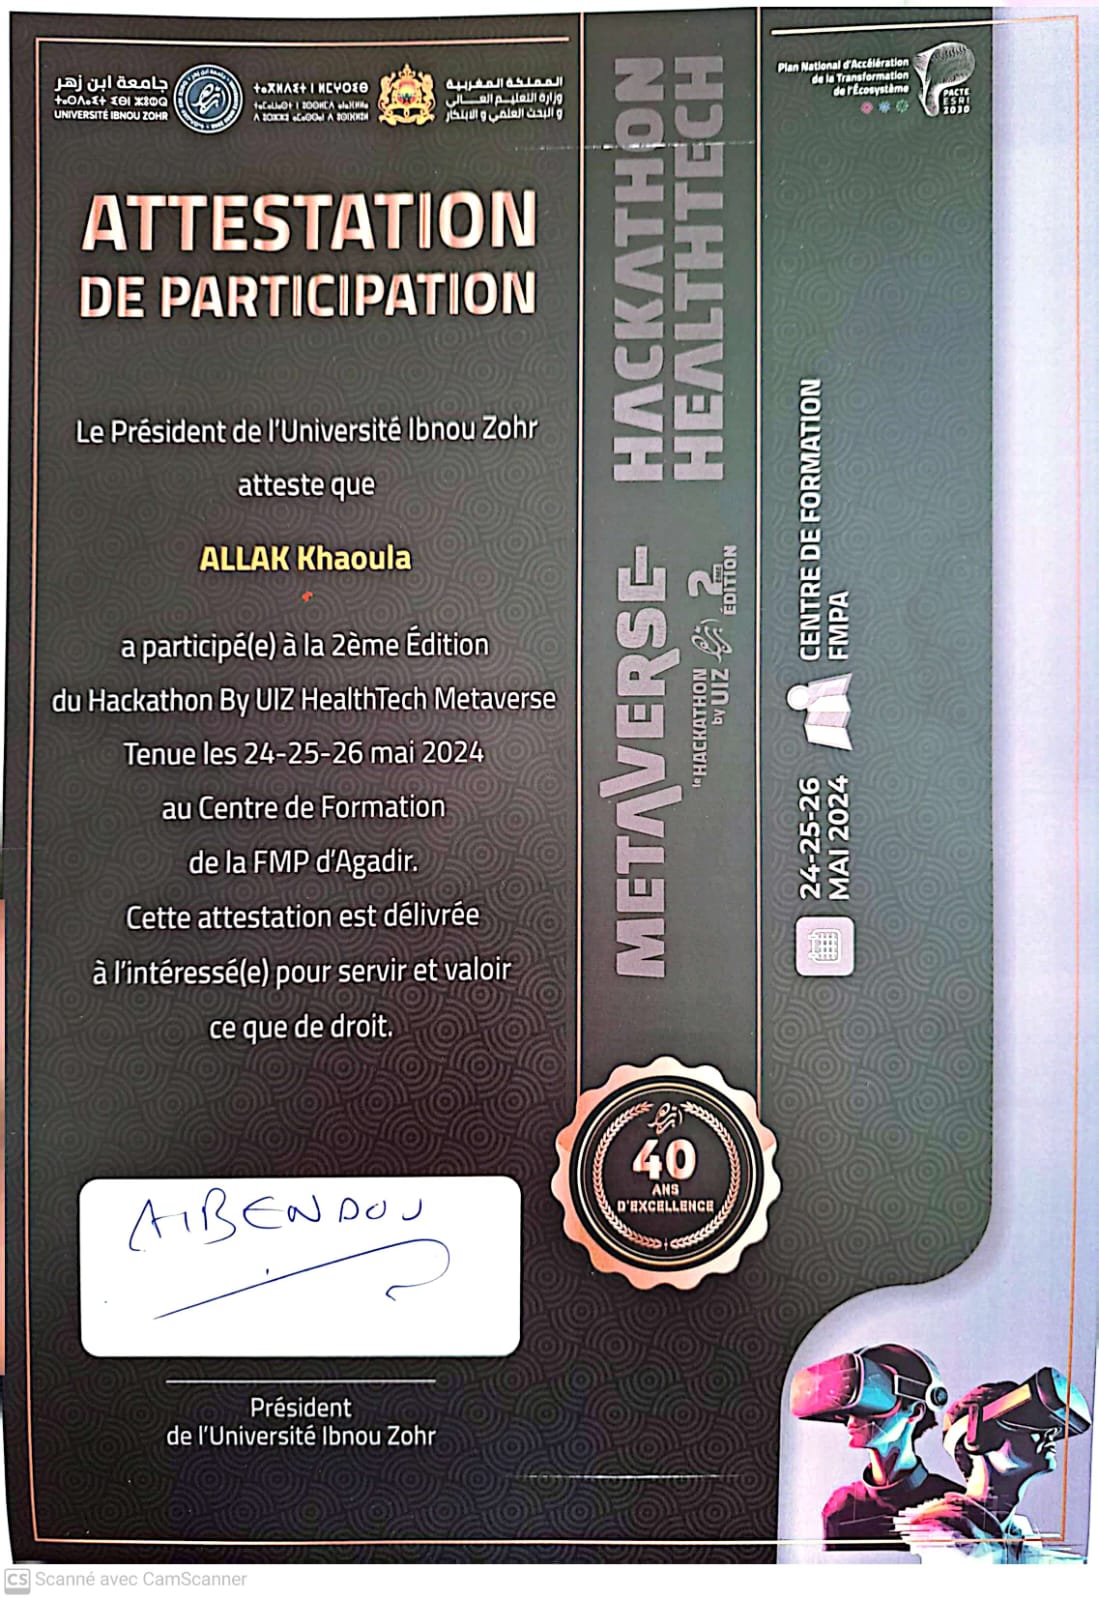 جامعة ابن زهر
ⵜⴰⵙⴷⴰⵡⵉⵜ ⵉⴱⵏ ⵣⵓⵀⵔ
UNIVERSITÉ IBNOU ZOHR
ⵜⴰⴳⵍⴷⵉⵜ ⵏ ⵍⵎⵖⵔⵉⴱ
المملكة المغربية
وزارة التعليم العالي
و البحث العلمي و الابتكار
ATTESTATION
DE PARTICIPATION
Le Président de l'Université Ibnou Zohr
atteste que
ALLAK Khaoula
a participé(e) à la 2ème Édition
du Hackathon By UIZ HealthTech Metaverse
Tenue les 24-25-26 mai 2024
au Centre de Formation
de la FMP d'Agadir.
Cette attestation est délivrée
à l'intéressé(e) pour servir et valoir
ce que de droit.
A. BENDOU
Président
de l'Université Ibnou Zohr
METAVERSE- HACKATHON
HEALTHTECH
le HACKATHON
by UIZ
2ÈME
ÉDITION
40
ANS
D'EXCELLENCE
Plan National d'Accélération
de la Transformation
de l'Écosystème
PACTE
ESRI
2030
24-25-26
MAI 2024
CENTRE DE FORMATION
FMPA
CS Scanné avec CamScanner